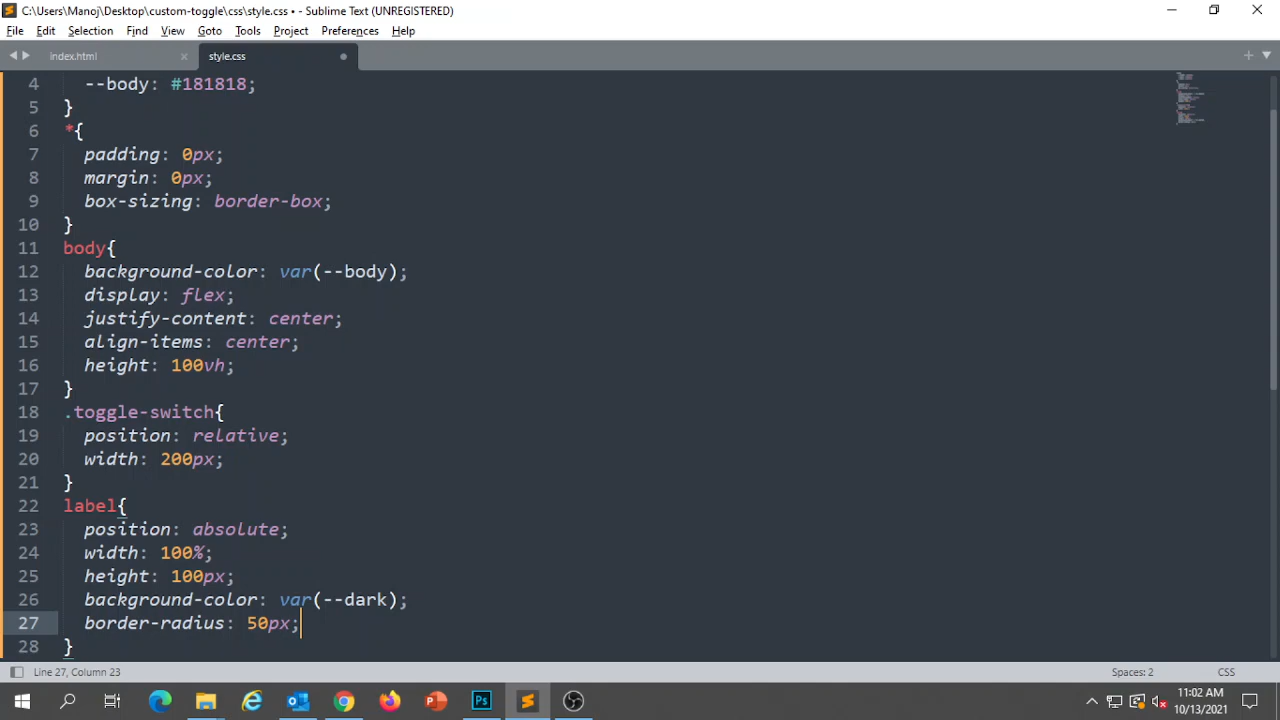 C:\Users\Manoj\Desktop\custom-toggle\css\style.css • - Sublime Text (UNREGISTERED)
File Edit Selection Find View Goto Tools Project Preferences Help
index.html style.css
4 --body: #181818;
5 }
6 *{
7 padding: 0px;
8 margin: 0px;
9 box-sizing: border-box;
10 }
11 body{
12 background-color: var(--body);
13 display: flex;
14 justify-content: center;
15 align-items: center;
16 height: 100vh;
17 }
18 .toggle-switch{
19 position: relative;
20 width: 200px;
21 }
22 label{
23 position: absolute;
24 width: 100%;
25 height: 100px;
26 background-color: var(--dark);
27 border-radius: 50px;
28 }
Line 27, Column 23 Spaces: 2 CSS
11:02 AM
10/13/2021